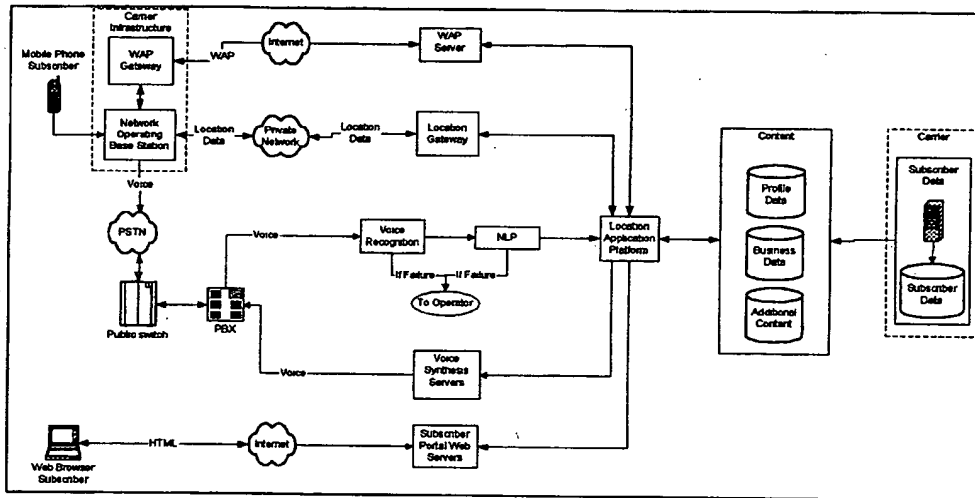 Carrier
Infrastructure
Mobile Phone
Subscriber
WAP
Gateway
WAP
Internet
WAP
Server
Network
Operating
Base Station
Location
Data
Private
Network
Location
Data
Location
Gateway
Voice
PSTN
Public switch
PBX
Voice
Voice
Recognition
NLP
If Failure
If Failure
To Operator
Location
Application
Platform
Content
Profile
Data
Business
Data
Additional
Content
Carrier
Subscriber
Data
Subscriber
Data
Voice
Voice
Synthesis
Servers
Web Browser
Subscriber
HTML
Internet
Subscriber
Portal Web
Servers